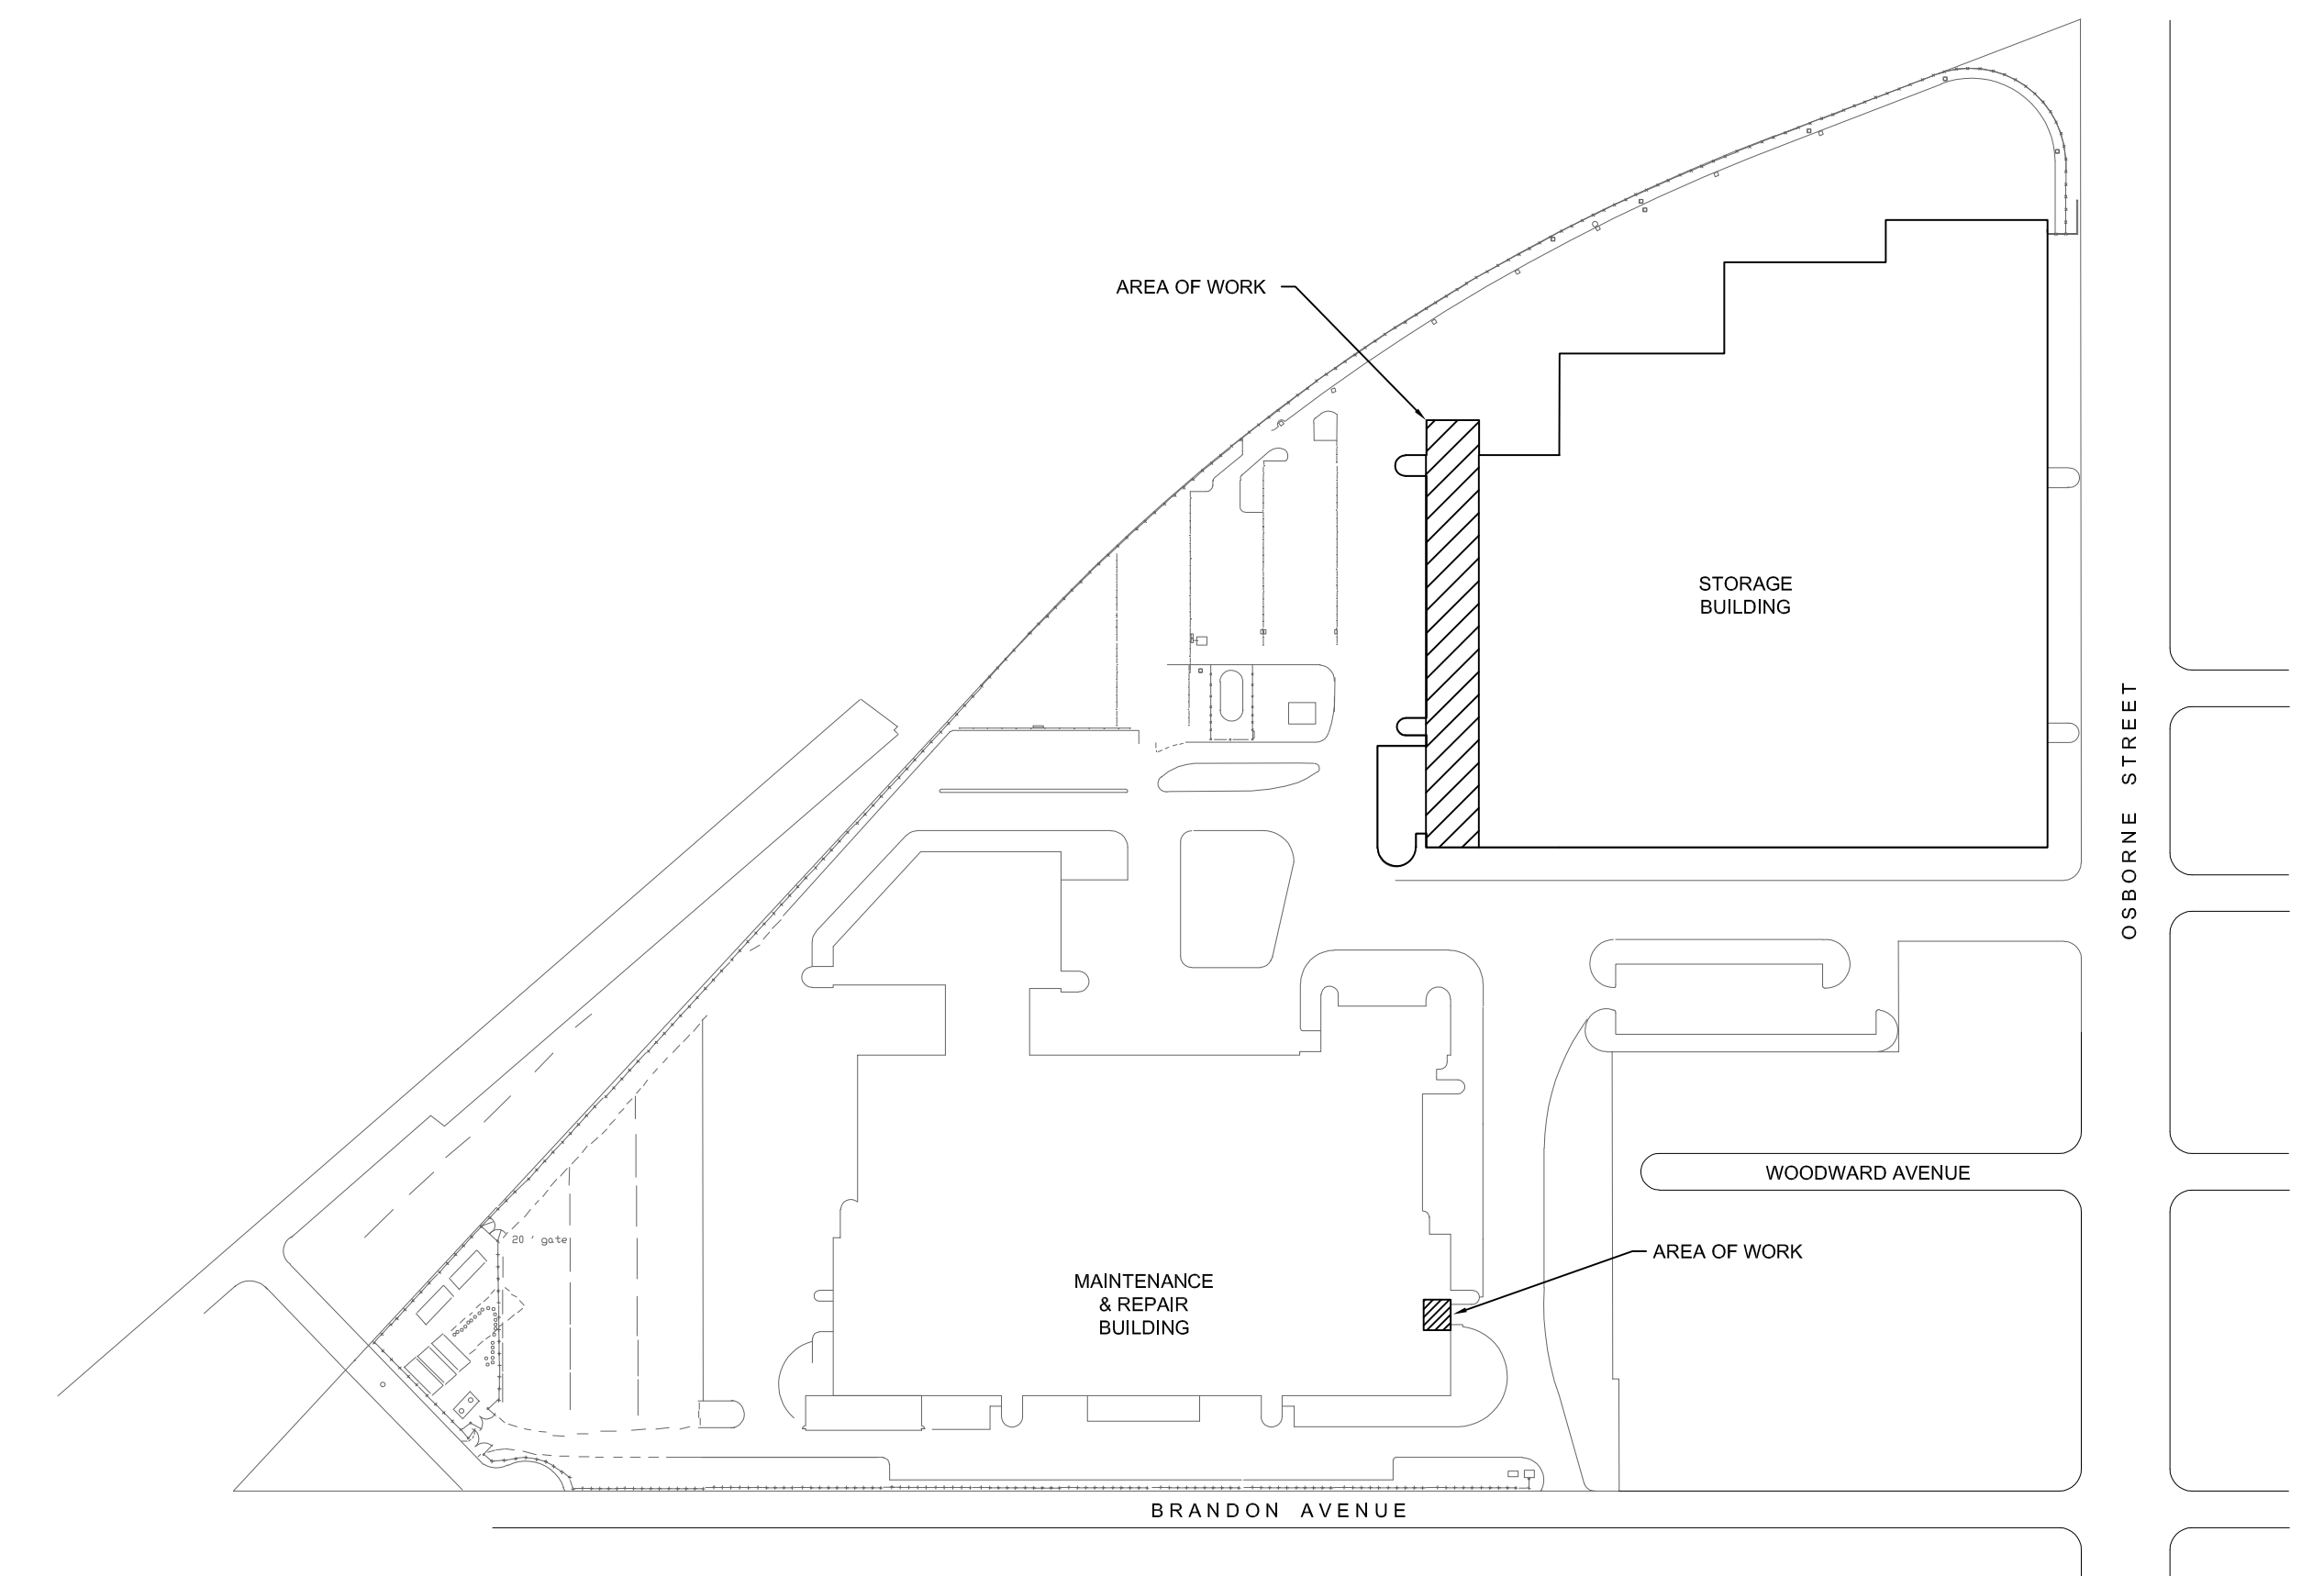 AREA OF WORK
STORAGE
BUILDING
OSBORNE STREET
WOODWARD AVENUE
20 ' gate
AREA OF WORK
MAINTENANCE
& REPAIR
BUILDING
BRANDON AVENUE